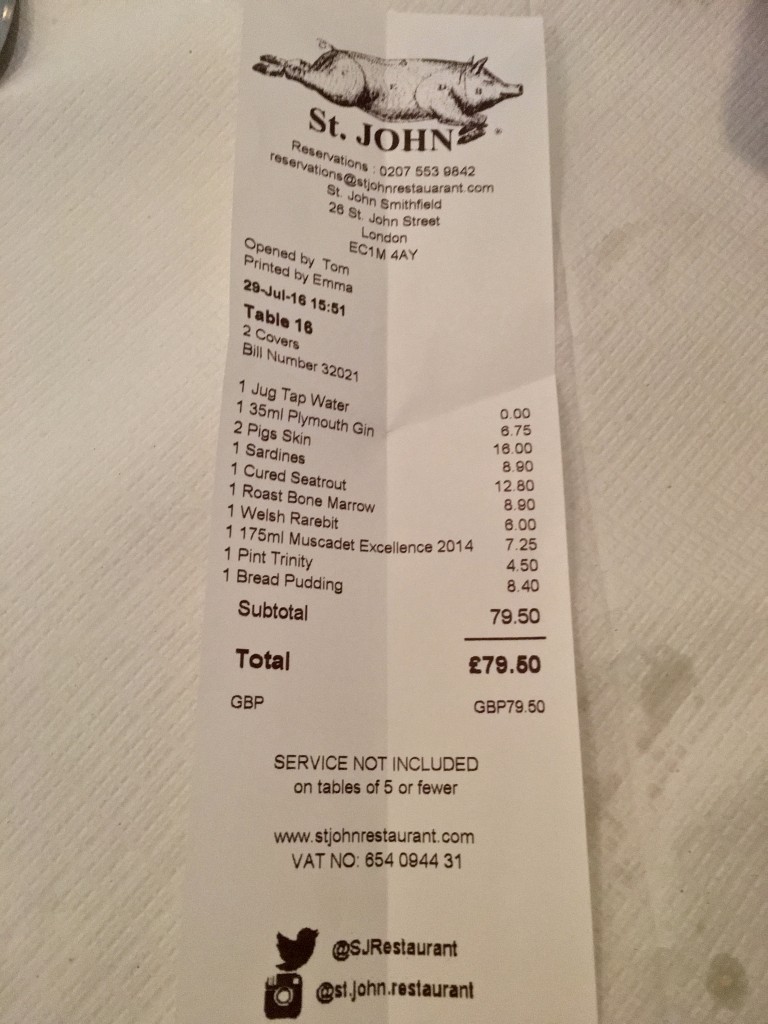 St. JOHN
Reservations : 0207 553 9842
reservations@stjohnrestauarant.com
St. John Smithfield
26 St. John Street
London
EC1M 4AY
Opened by Tom
Printed by Emma
29-Jul-16 15:51
Table 16
2 Covers
Bill Number 32021
1 Jug Tap Water 0.00
1 35ml Plymouth Gin 6.75
2 Pigs Skin 16.00
1 Sardines 8.90
1 Cured Seatrout 12.80
1 Roast Bone Marrow 8.90
1 Welsh Rarebit 6.00
1 175ml Muscadet Excellence 2014 7.25
1 Pint Trinity 4.50
1 Bread Pudding 8.40
Subtotal 79.50
Total £79.50
GBP GBP79.50
SERVICE NOT INCLUDED
on tables of 5 or fewer
www.stjohnrestaurant.com
VAT NO: 654 0944 31
@SJRestaurant
@st.john.restaurant